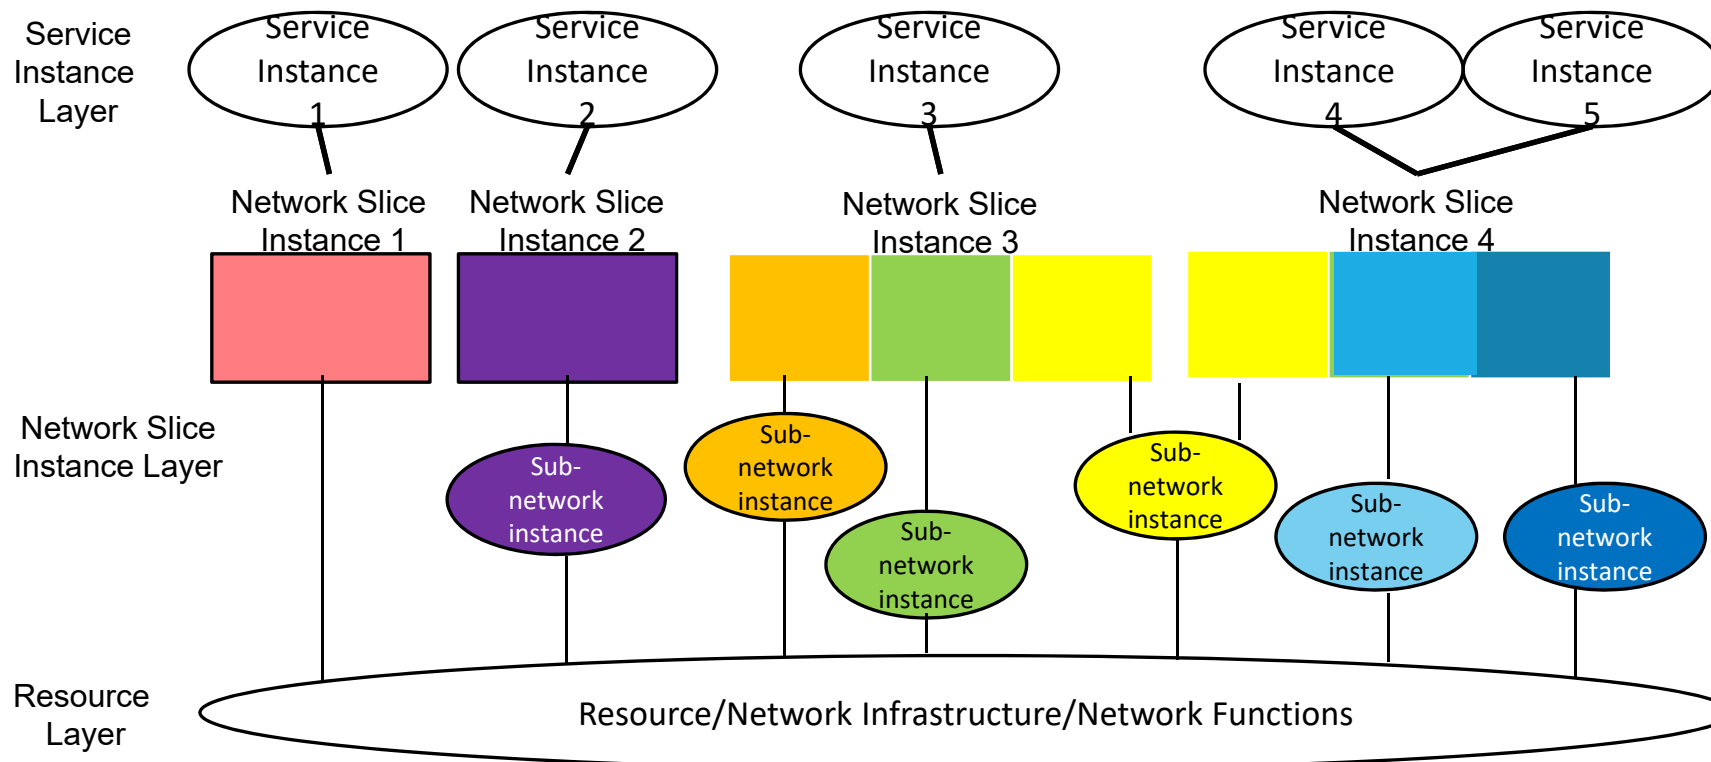 Service
Instance
Layer
Service
Instance
1
Service
Instance
2
Service
Instance
3
Service
Instance
4
Service
Instance
5
Network Slice
Instance 1
Network Slice
Instance 2
Network Slice
Instance 3
Network Slice
Instance 4
Network Slice
Instance Layer
Sub-
network
instance
Sub-
network
instance
Sub-
network
instance
Sub-
network
instance
Sub-
network
instance
Sub-
network
instance
Resource
Layer
Resource/Network Infrastructure/Network Functions